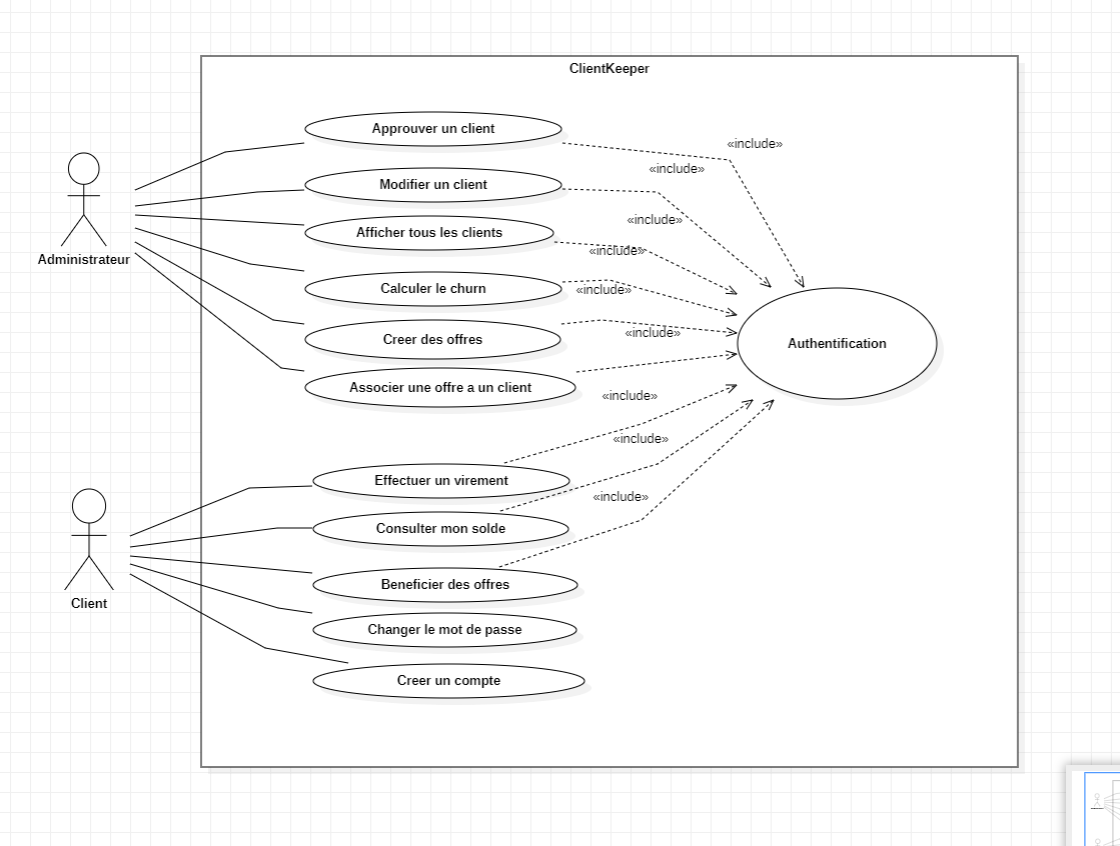 ClientKeeper
Approuver un client
«include»
«include»
Modifier un client
«include»
Afficher tous les clients
«include»
Administrateur
Calculer le churn
«include»
Creer des offres
«include»
Authentification
Associer une offre a un client
«include»
«include»
Effectuer un virement
«include»
Consulter mon solde
Beneficier des offres
Client
Changer le mot de passe
Creer un compte